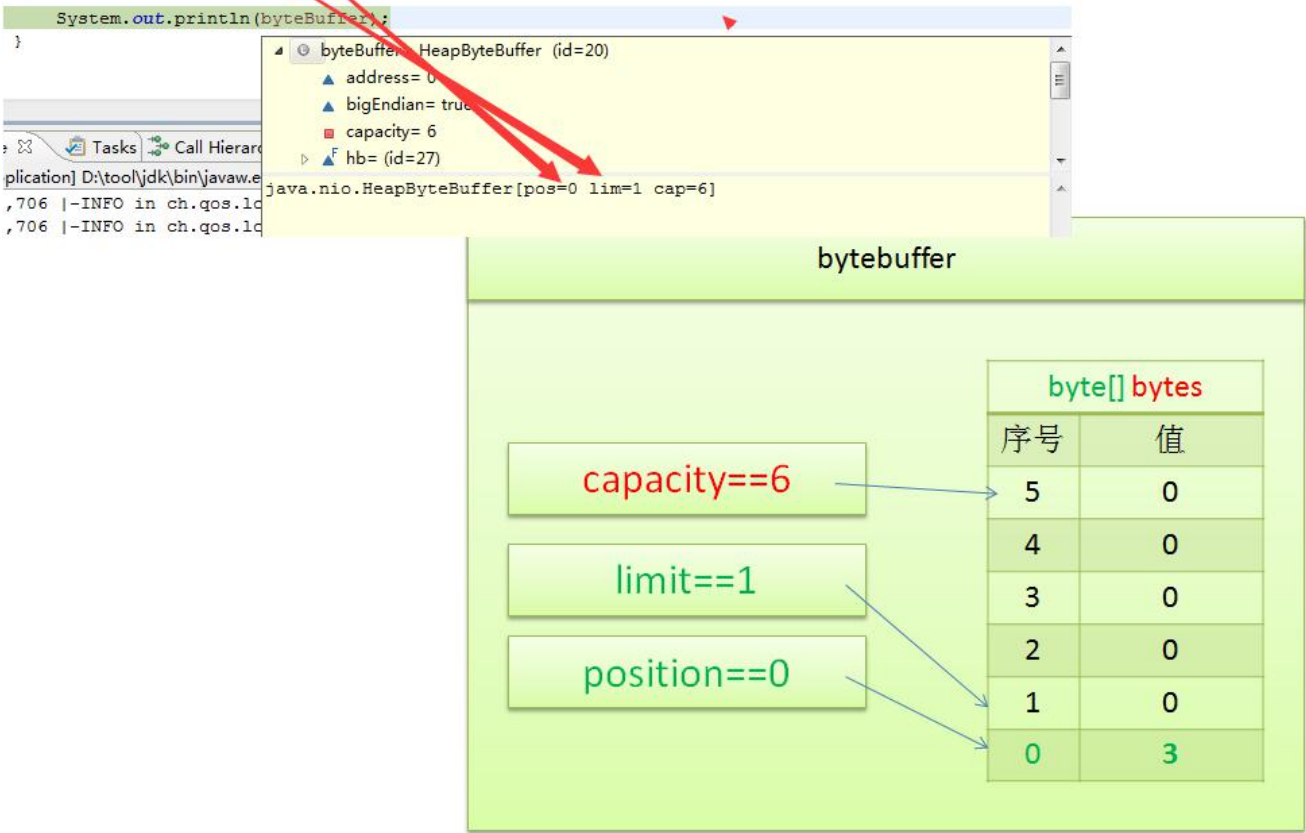 System.out.println(byteBuffer);
}
byteBuffer= HeapByteBuffer (id=20)
address= 0
bigEndian= true
capacity= 6
F hb= (id=27)
java.nio.HeapByteBuffer[pos=0 lim=1 cap=6]
Tasks Call Hierarc
plication] D:\tool\jdk\bin\javaw.e
,706 |-INFO in ch.qos.lo
,706 |-INFO in ch.qos.lo
bytebuffer
byte[] bytes
序号 值
capacity==6
5 0
4 0
limit==1
3 0
2 0
position==0
1 0
0 3